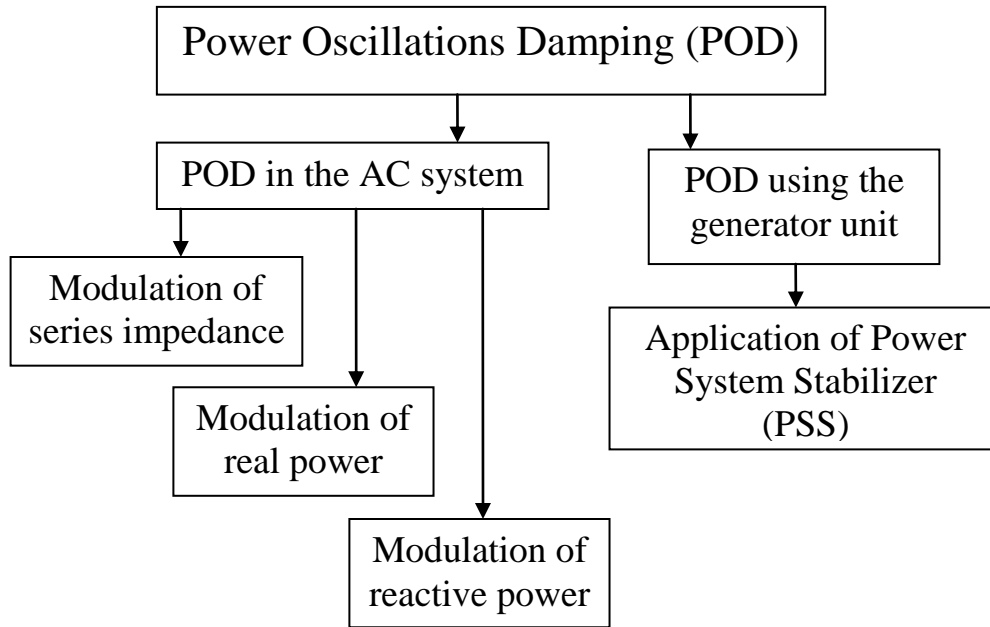 Power Oscillations Damping (POD)
POD in the AC system
POD using the
generator unit
Modulation of
series impedance
Application of Power
System Stabilizer
(PSS)
Modulation of
real power
Modulation of
reactive power